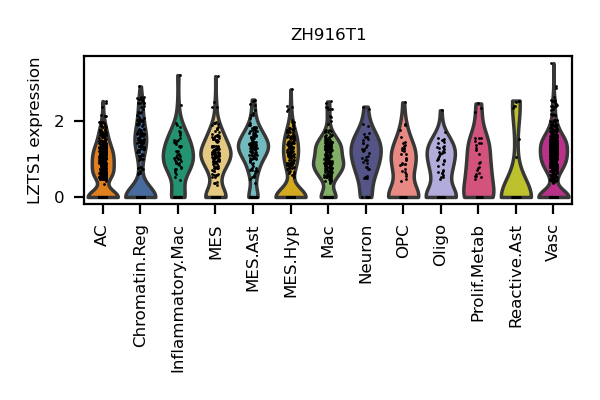 ZH916T1
LZTS1 expression
2
0
AC
Chromatin.Reg
Inflammatory.Mac
MES
MES.Ast
MES.Hyp
Mac
Neuron
OPC
Oligo
Prolif.Metab
Reactive.Ast
Vasc